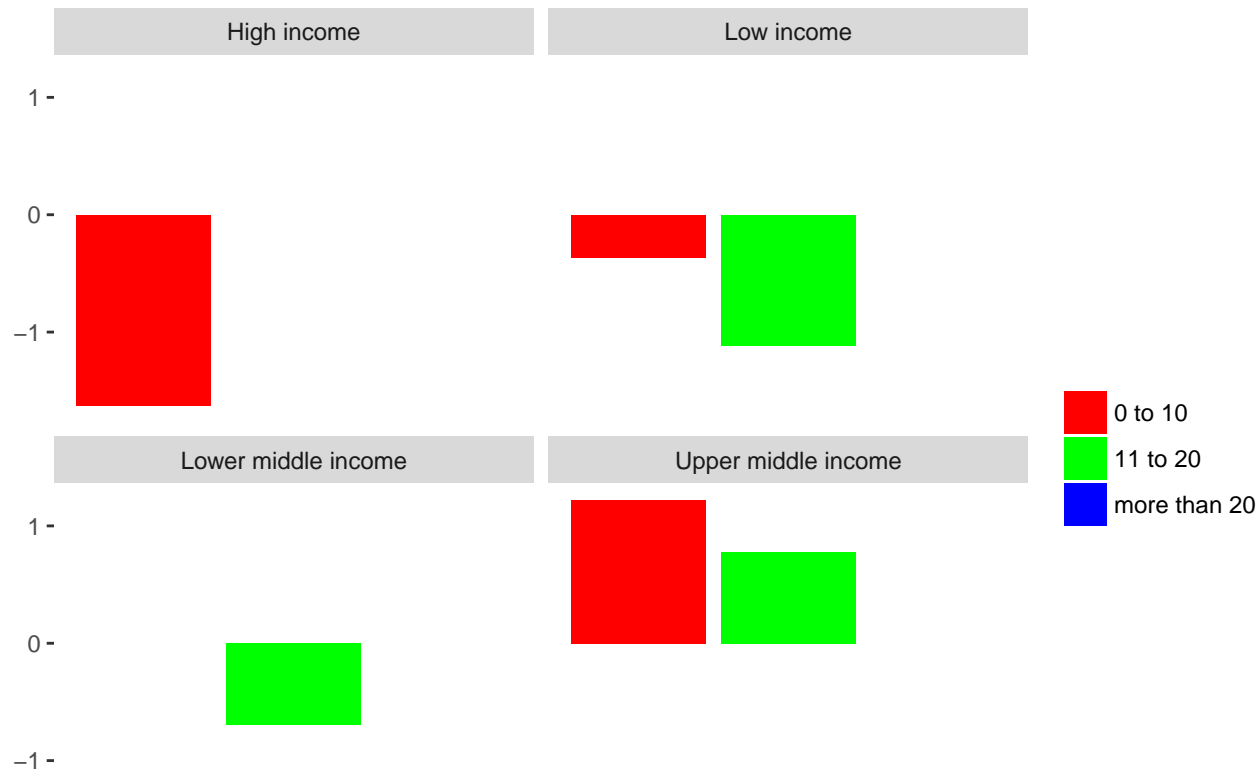 High income
Low income
1
0
−1
Lower middle income
Upper middle income
1
0
−1
0 to 10
11 to 20
more than 20